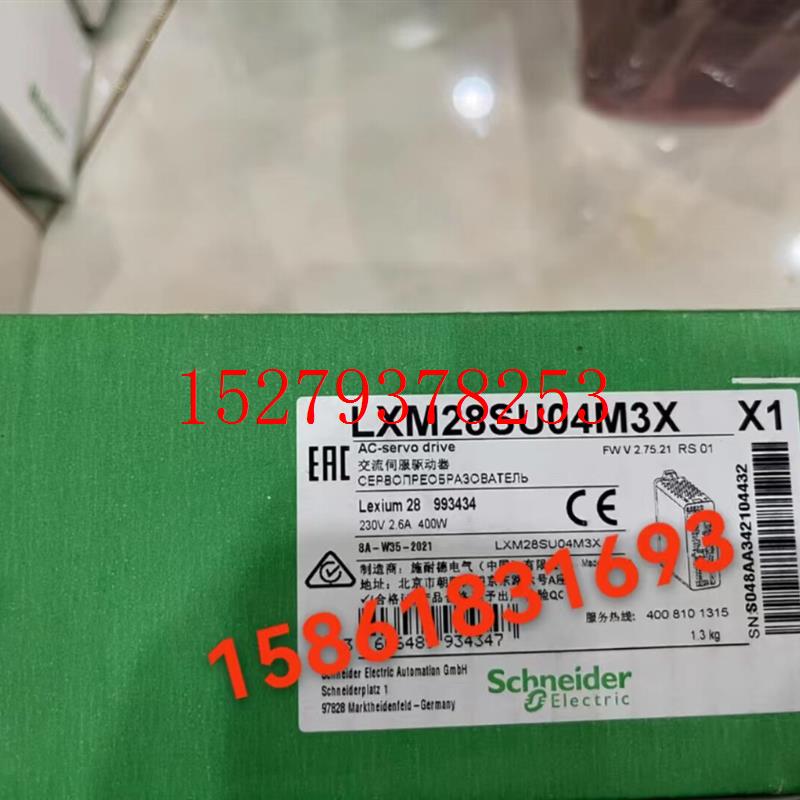 15279378253
LXM28SU04M3X X1
AC-servo drive
FW V 2.75.21 RS 01
交流伺服驱动器
СЕРВОПРЕОБРАЗОВАТЕЛЬ
EAC
Lexium 28 993434
CE
230V 2.6A 400W
8A-W35-2021
LXM28SU04M3X
制造商: 施耐德电气
地址: 北京市朝
15861831693
服务热线: 400 810 1315
934347
1.3 kg
SN:S048AA342104432
Schneider Electric Automation GmbH
Schneiderplatz 1
97828 Marktheidenfeld - Germany
Schneider
Electric